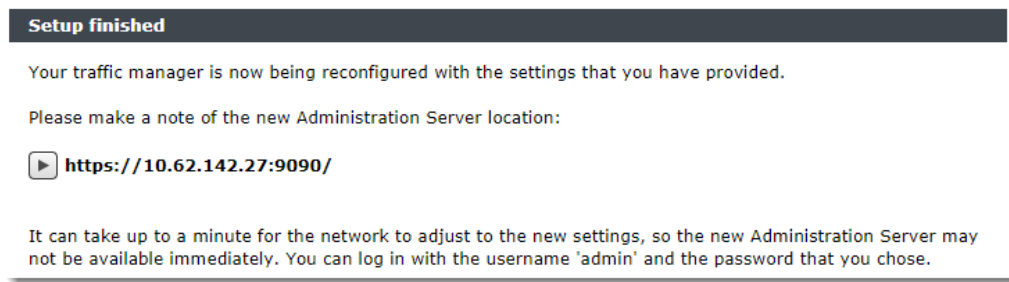 Setup finished
Your traffic manager is now being reconfigured with the settings that you have provided.
Please make a note of the new Administration Server location:
https://10.62.142.27:9090/
It can take up to a minute for the network to adjust to the new settings, so the new Administration Server may
not be available immediately. You can log in with the username 'admin' and the password that you chose.